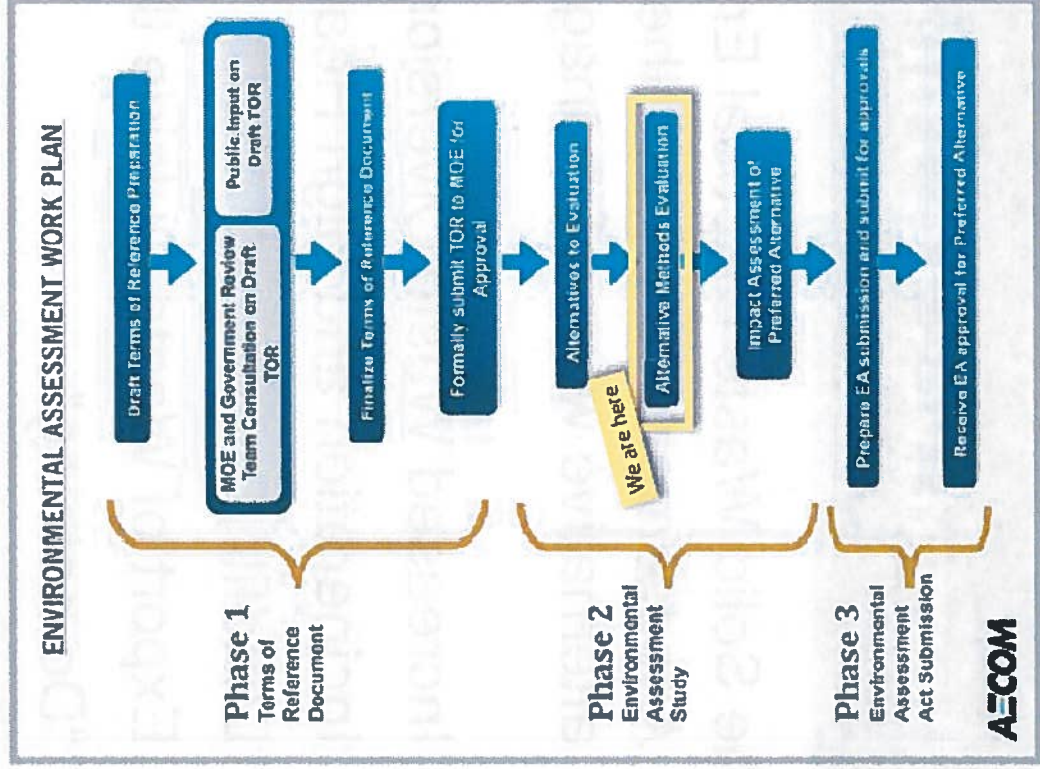 ENVIRONMENTAL ASSESSMENT WORK PLAN
Phase 1
Terms of
Reference
Document
Draft Terms of Reference Preparation
MOE and Government Review
Team Consultation on Draft
TOR
Public Input on
Draft TOR
Finalize Terms of Reference Document
Formally submit TOR to MOE for
Approval
Phase 2
Environmental
Assessment
Study
Alternatives to Evaluation
We are here
Alternative Methods Evaluation
Impact Assessment of
Preferred Alternative
Phase 3
Environmental
Assessment
Act Submission
Prepare EA submission and submit for approvals
Receive EA approval for Preferred Alternative
AECOM